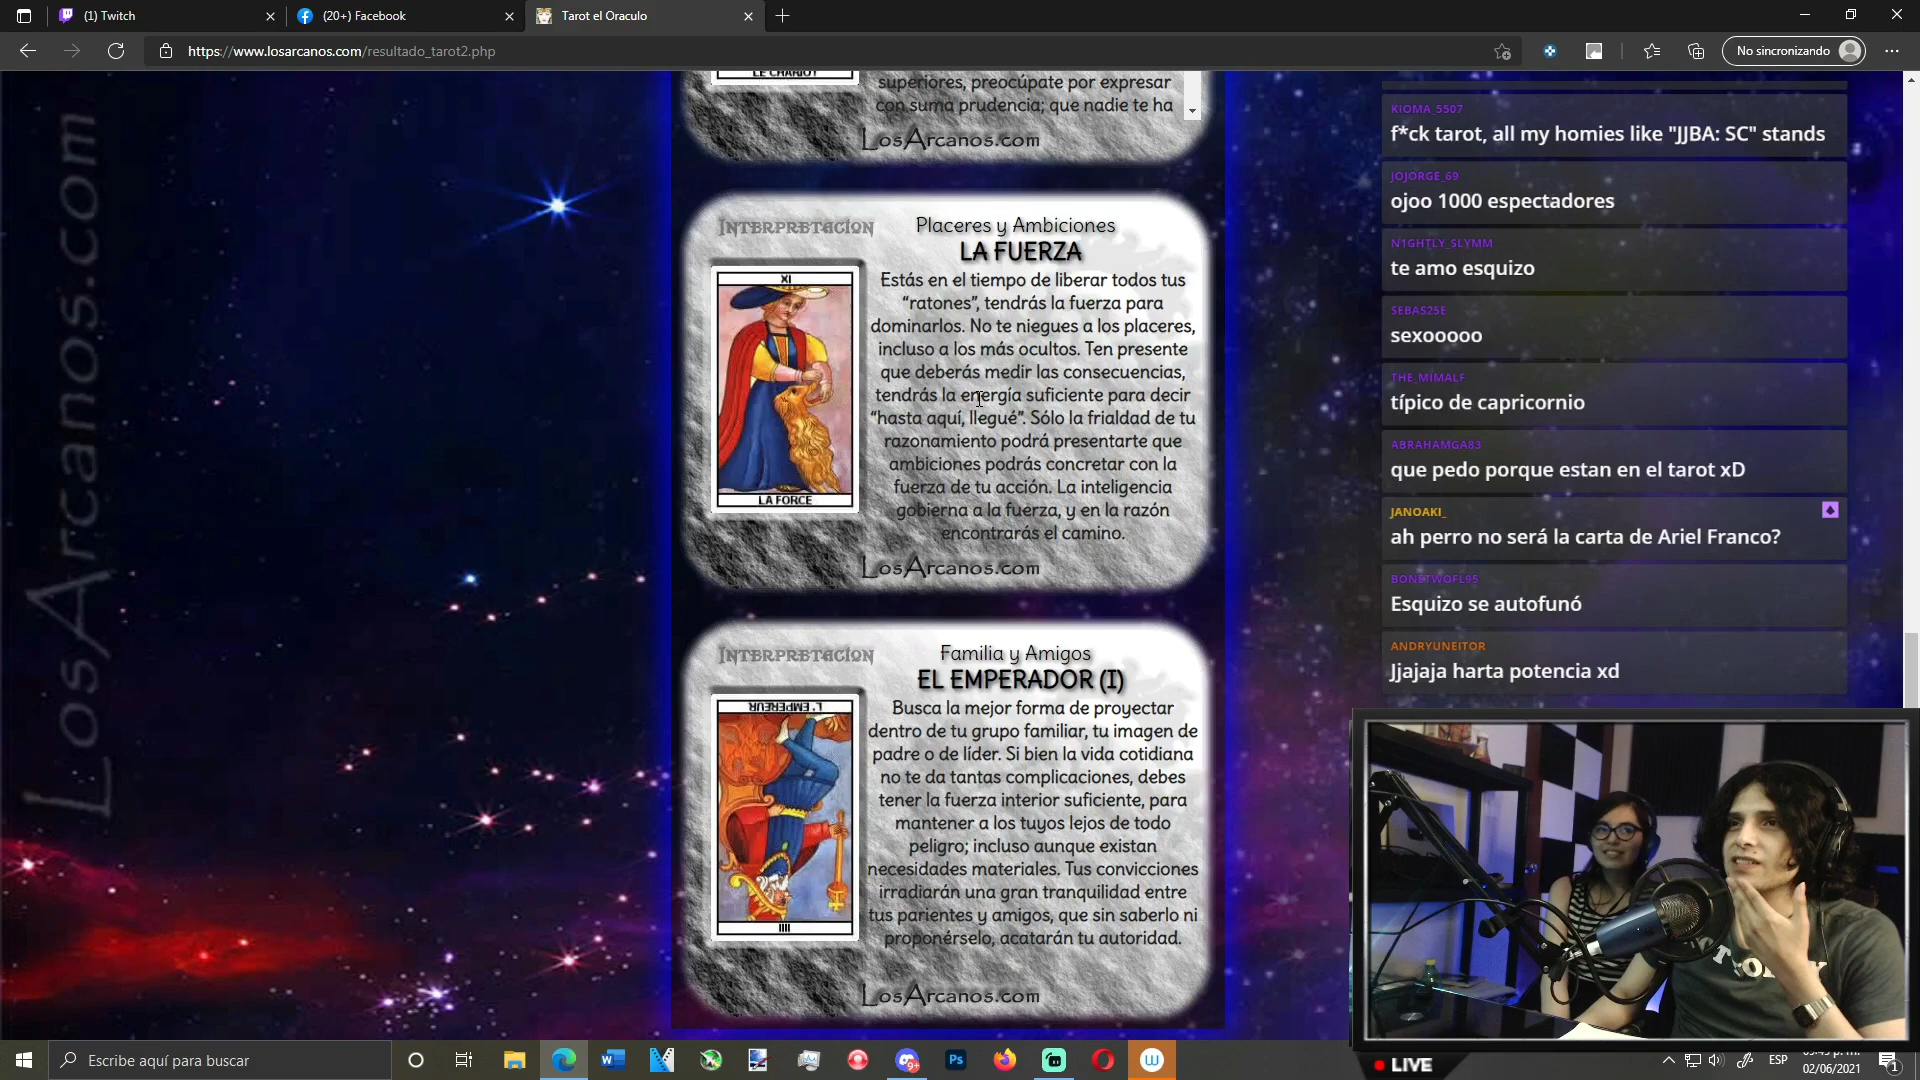 (1) Twitch
(20+) Facebook
Tarot el Oraculo
https://www.losarcanos.com/resultado_tarot2.php
No sincronizando
LosArcanos.com
LE CHARIOT
superiores, preocúpate por expresar
con suma prudencia; que nadie te ha
LosArcanos.com
INTERPRETACION
Placeres y Ambiciones
LA FUERZA
XI
LA FORCE
Estás en el tiempo de liberar todos tus
“ratones”, tendrás la fuerza para
dominarlos. No te niegues a los placeres,
incluso a los más ocultos. Ten presente
que deberás medir las consecuencias,
tendrás la energía suficiente para decir
“hasta aquí, llegué”. Sólo la frialdad de tu
razonamiento podrá presentarte que
ambiciones podrás concretar con la
fuerza de tu acción. La inteligencia
gobierna a la fuerza, y en la razón
encontrarás el camino.
LosArcanos.com
INTERPRETACION
Familia y Amigos
EL EMPERADOR (I)
L'EMPEREUR
IIII
Busca la mejor forma de proyectar
dentro de tu grupo familiar, tu imagen de
padre o de líder. Si bien la vida cotidiana
no te da tantas complicaciones, debes
tener la fuerza interior suficiente, para
mantener a los tuyos lejos de todo
peligro; incluso aunque existan
necesidades materiales. Tus convicciones
irradiarán una gran tranquilidad entre
tus parientes y amigos, que sin saberlo ni
proponérselo, acatarán tu autoridad.
LosArcanos.com
KIOMA_5507
f*ck tarot, all my homies like "JJBA: SC" stands
JOJORGE_69
ojoo 1000 espectadores
N1GHTLY_SLYMM
te amo esquizo
SEBAS25E
sexooooo
THE_MIMALF
típico de capricornio
ABRAHAMGA83
que pedo porque estan en el tarot xD
JANOAKI_
ah perro no será la carta de Ariel Franco?
BONETWOFL95
Esquizo se autofunó
ANDRYUNEITOR
Jjajaja harta potencia xd
LIVE
Escribe aquí para buscar
9+
Ps
ESP
02/06/2021
1